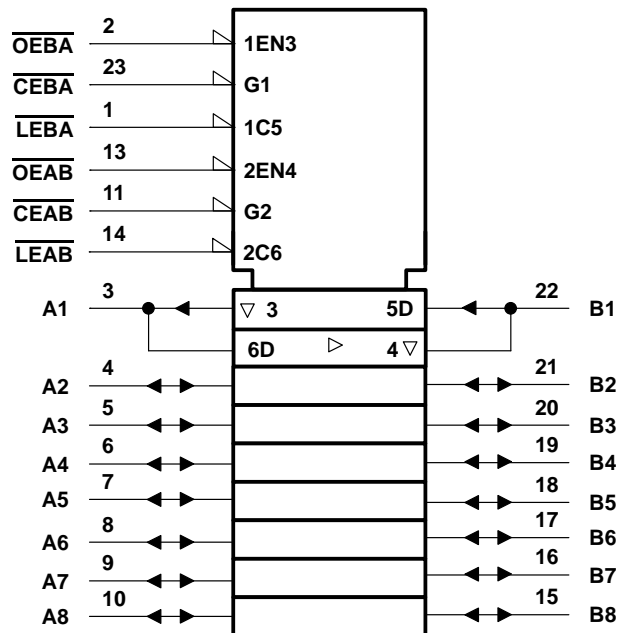 OEBA 2 1EN3
CEBA 23 G1
LEBA 1 1C5
OEAB 13 2EN4
CEAB 11 G2
LEAB 14 2C6
A1 3 3 5D 22 B1
6D 4
A2 4 21 B2
A3 5 20 B3
A4 6 19 B4
A5 7 18 B5
A6 8 17 B6
A7 9 16 B7
A8 10 15 B8